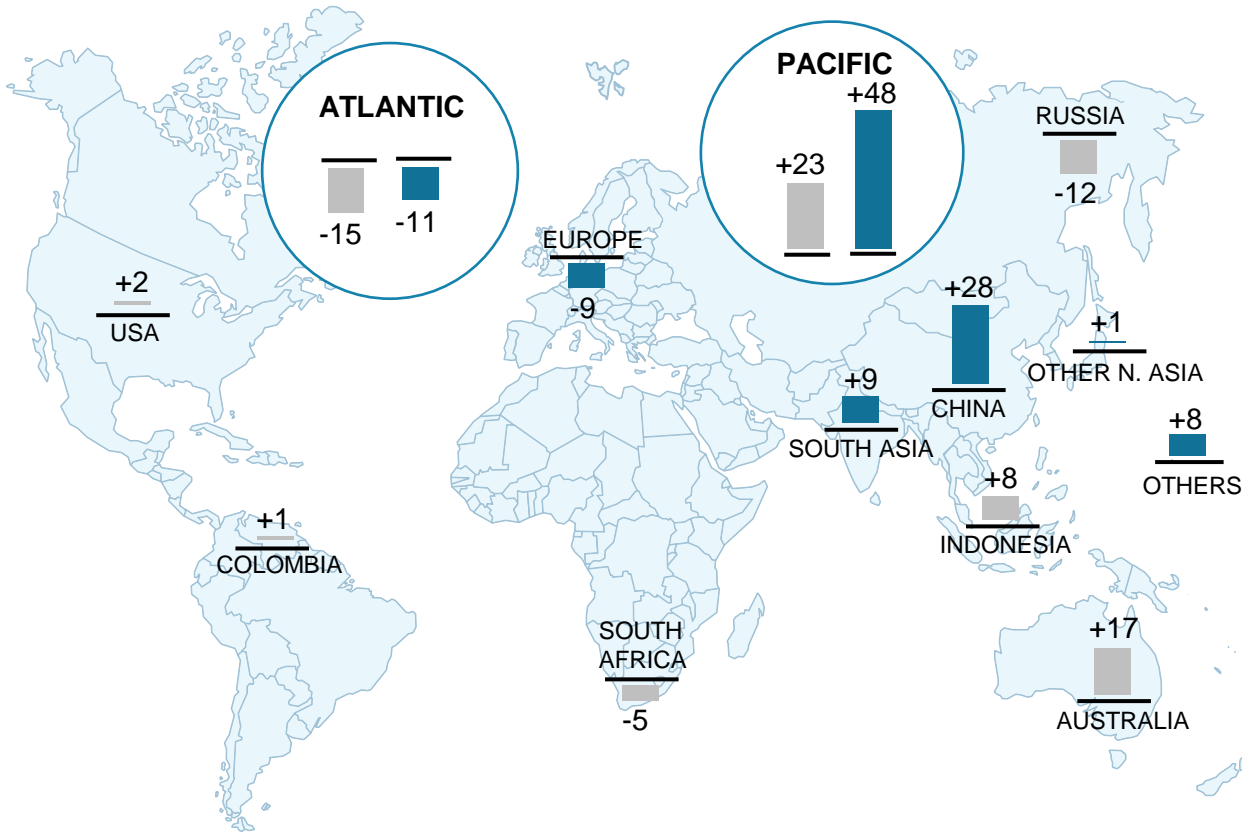 ATLANTIC
-15
-11
PACIFIC
+23
+48
RUSSIA
-12
EUROPE
-9
+2
USA
+28
CHINA
+1
OTHER N. ASIA
+9
SOUTH ASIA
+8
OTHERS
+8
INDONESIA
+1
COLOMBIA
SOUTH
AFRICA
-5
+17
AUSTRALIA